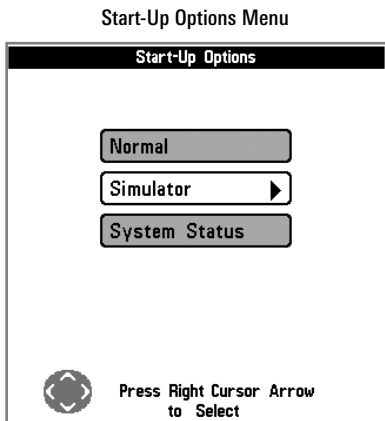 Start-Up Options Menu
Start-Up Options
Normal
Simulator
System Status
Press Right Cursor Arrow
to Select